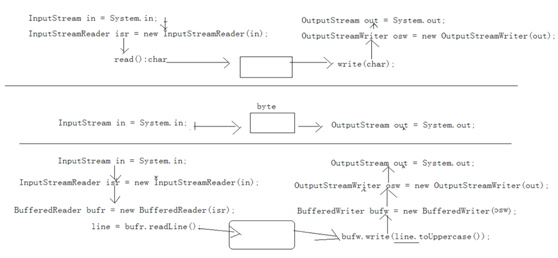 InputStream in = System.in;
InputStreamReader isr = new InputStreamReader(in);
read():char
OutputStream out = System.out;
OutputStreamWriter osw = new OutputStreamWriter(out);
write(char);
byte
InputStream in = System.in;
OutputStream out = System.out;
InputStream in = System.in;
InputStreamReader isr = new InputStreamReader(in);
BufferedReader bufr = new BufferedReader(isr);
line = bufr.readLine();
OutputStream out = System.out;
OutputStreamWriter osw = new OutputStreamWriter(out);
BufferedWriter bufw = new BufferedWriter(osw);
bufw.write(line.toUppercase());